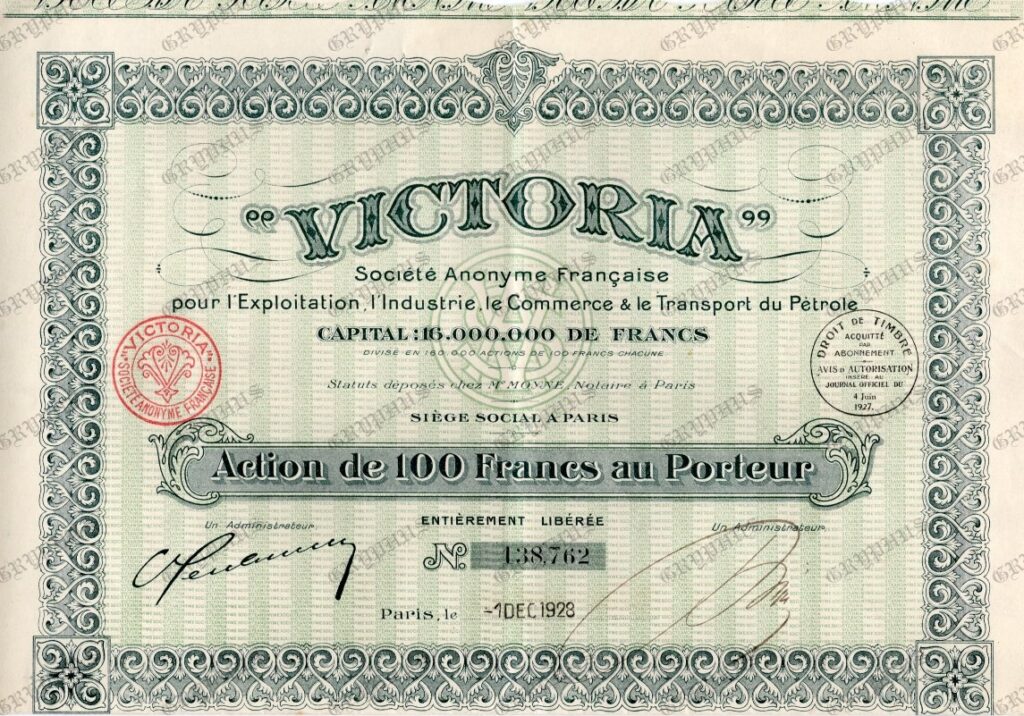 "VICTORIA"
Société Anonyme Française
pour l'Exploitation, l'Industrie, le Commerce & le Transport du Pétrole
CAPITAL: 16.000.000 DE FRANCS
DIVISÉ EN 160.000 ACTIONS DE 100 FRANCS CHACUNE
Statuts déposés chez Me MONNE, Notaire à Paris
SIÈGE SOCIAL A PARIS
"VICTORIA"
SOCIÉTÉ ANONYME FRANÇAISE
DROIT DE TIMBRE
ACQUITTÉ
PAR
ABONNEMENT
AVIS D'AUTORISATION
INSÉRÉ AU
JOURNAL OFFICIEL DU
4 Juin
1927.
Action de 100 Francs au Porteur
ENTIÈREMENT LIBÉRÉE
Un Administrateur
Un Administrateur
No. 138,762
Paris, le -1 DEC 1928
GRYPHUS